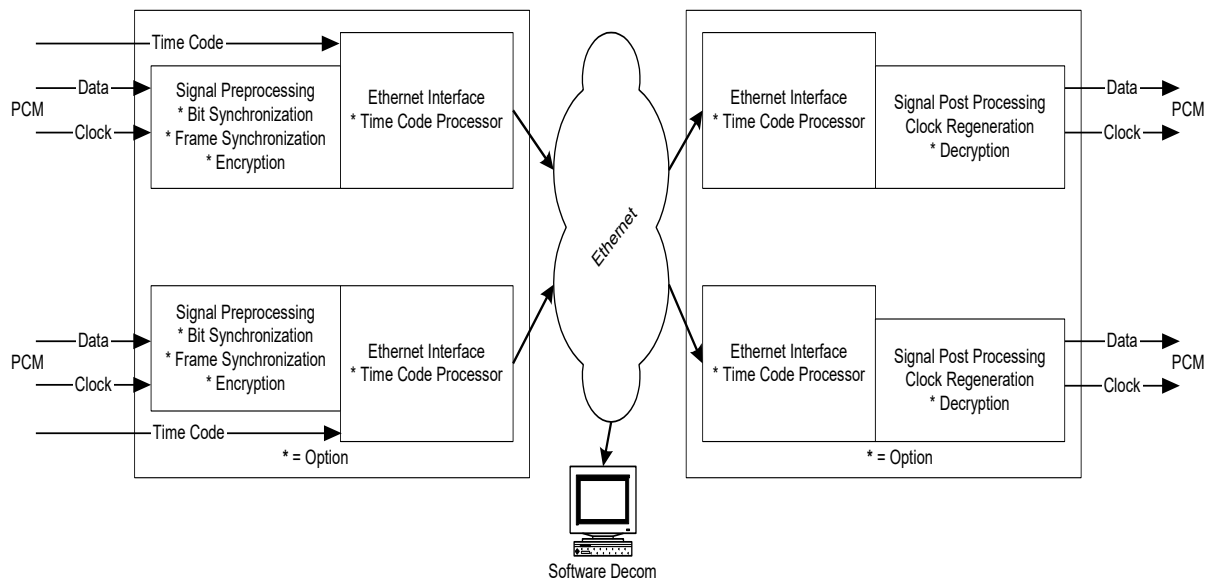 Time Code
Data
PCM
Clock
Signal Preprocessing
* Bit Synchronization
* Frame Synchronization
* Encryption
Ethernet Interface
* Time Code Processor
Ethernet
Ethernet Interface
* Time Code Processor
Signal Post Processing
Clock Regeneration
* Decryption
Data
PCM
Clock
Data
PCM
Clock
Time Code
Signal Preprocessing
* Bit Synchronization
* Frame Synchronization
* Encryption
Ethernet Interface
* Time Code Processor
* = Option
Ethernet Interface
* Time Code Processor
Signal Post Processing
Clock Regeneration
* Decryption
Data
PCM
Clock
* = Option
Software Decom